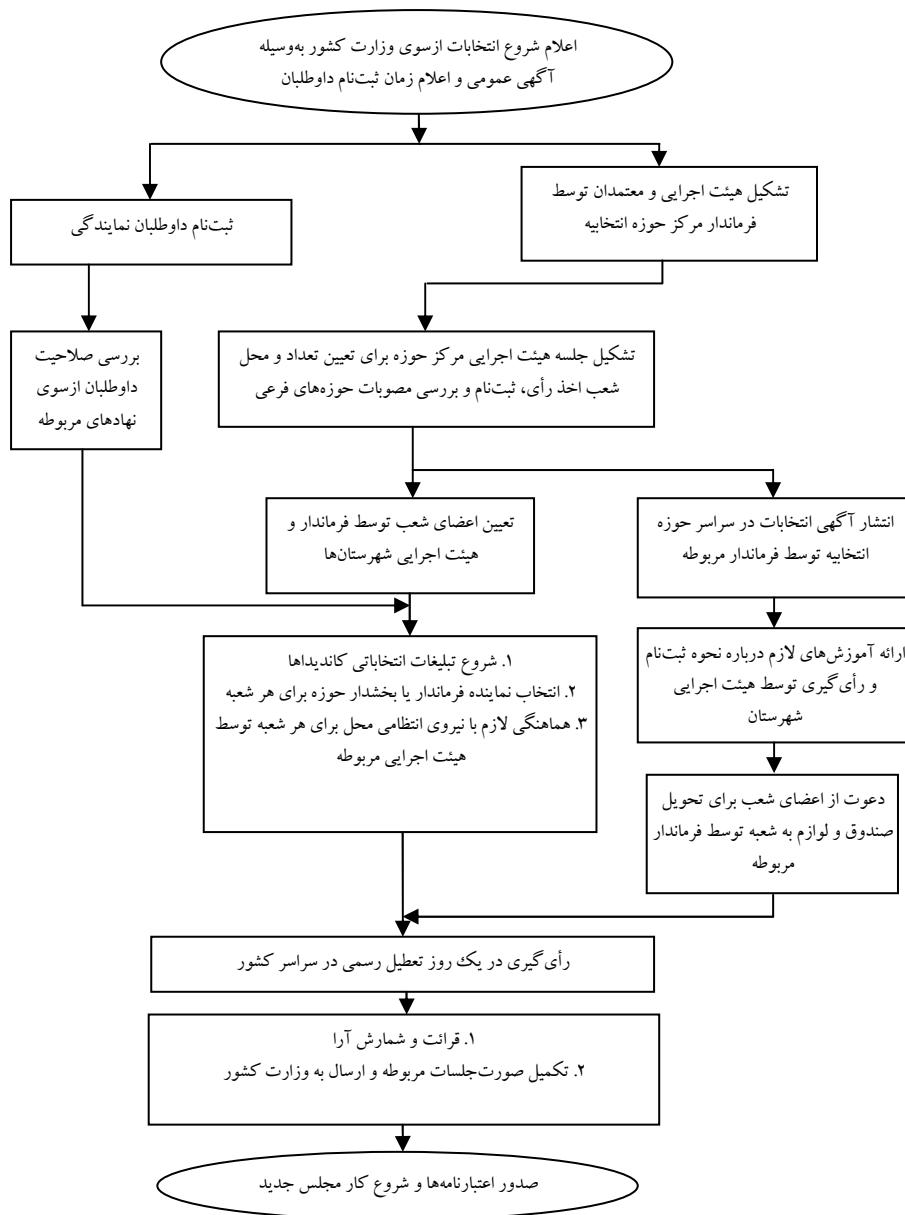 اعلام شروع انتخابات ازسوی وزارت کشور به‌وسیله
آگهی عمومی و اعلام زمان ثبت‌نام داوطلبان
تشکیل هیئت اجرایی و معتمدان توسط
فرماندار مرکز حوزه انتخابیه
ثبت‌نام داوطلبان نمایندگی
تشکیل جلسه هیئت اجرایی مرکز حوزه برای تعیین تعداد و محل
شعب اخذ رأی، ثبت‌نام و بررسی مصوبات حوزه‌های فرعی
بررسی صلاحیت
داوطلبان ازسوی
نهادهای مربوطه
انتشار آگهی انتخابات در سراسر حوزه
انتخابیه توسط فرماندار مربوطه
تعیین اعضای شعب توسط فرماندار و
هیئت اجرایی شهرستان‌ها
ارائه آموزش‌های لازم درباره نحوه ثبت‌نام
و رأی‌گیری توسط هیئت اجرایی
شهرستان
۱. شروع تبلیغات انتخاباتی کاندیداها
۲. انتخاب نماینده فرماندار یا بخشدار حوزه برای هر شعبه
۳. هماهنگی لازم با نیروی انتظامی محل برای هر شعبه توسط
هیئت اجرایی مربوطه
دعوت از اعضای شعب برای تحویل
صندوق و لوازم به شعبه توسط فرماندار
مربوطه
رأی‌گیری در یک روز تعطیل رسمی در سراسر کشور
۱. قرائت و شمارش آرا
۲. تکمیل صورت‌جلسات مربوطه و ارسال به وزارت کشور
صدور اعتبارنامه‌ها و شروع کار مجلس جدید